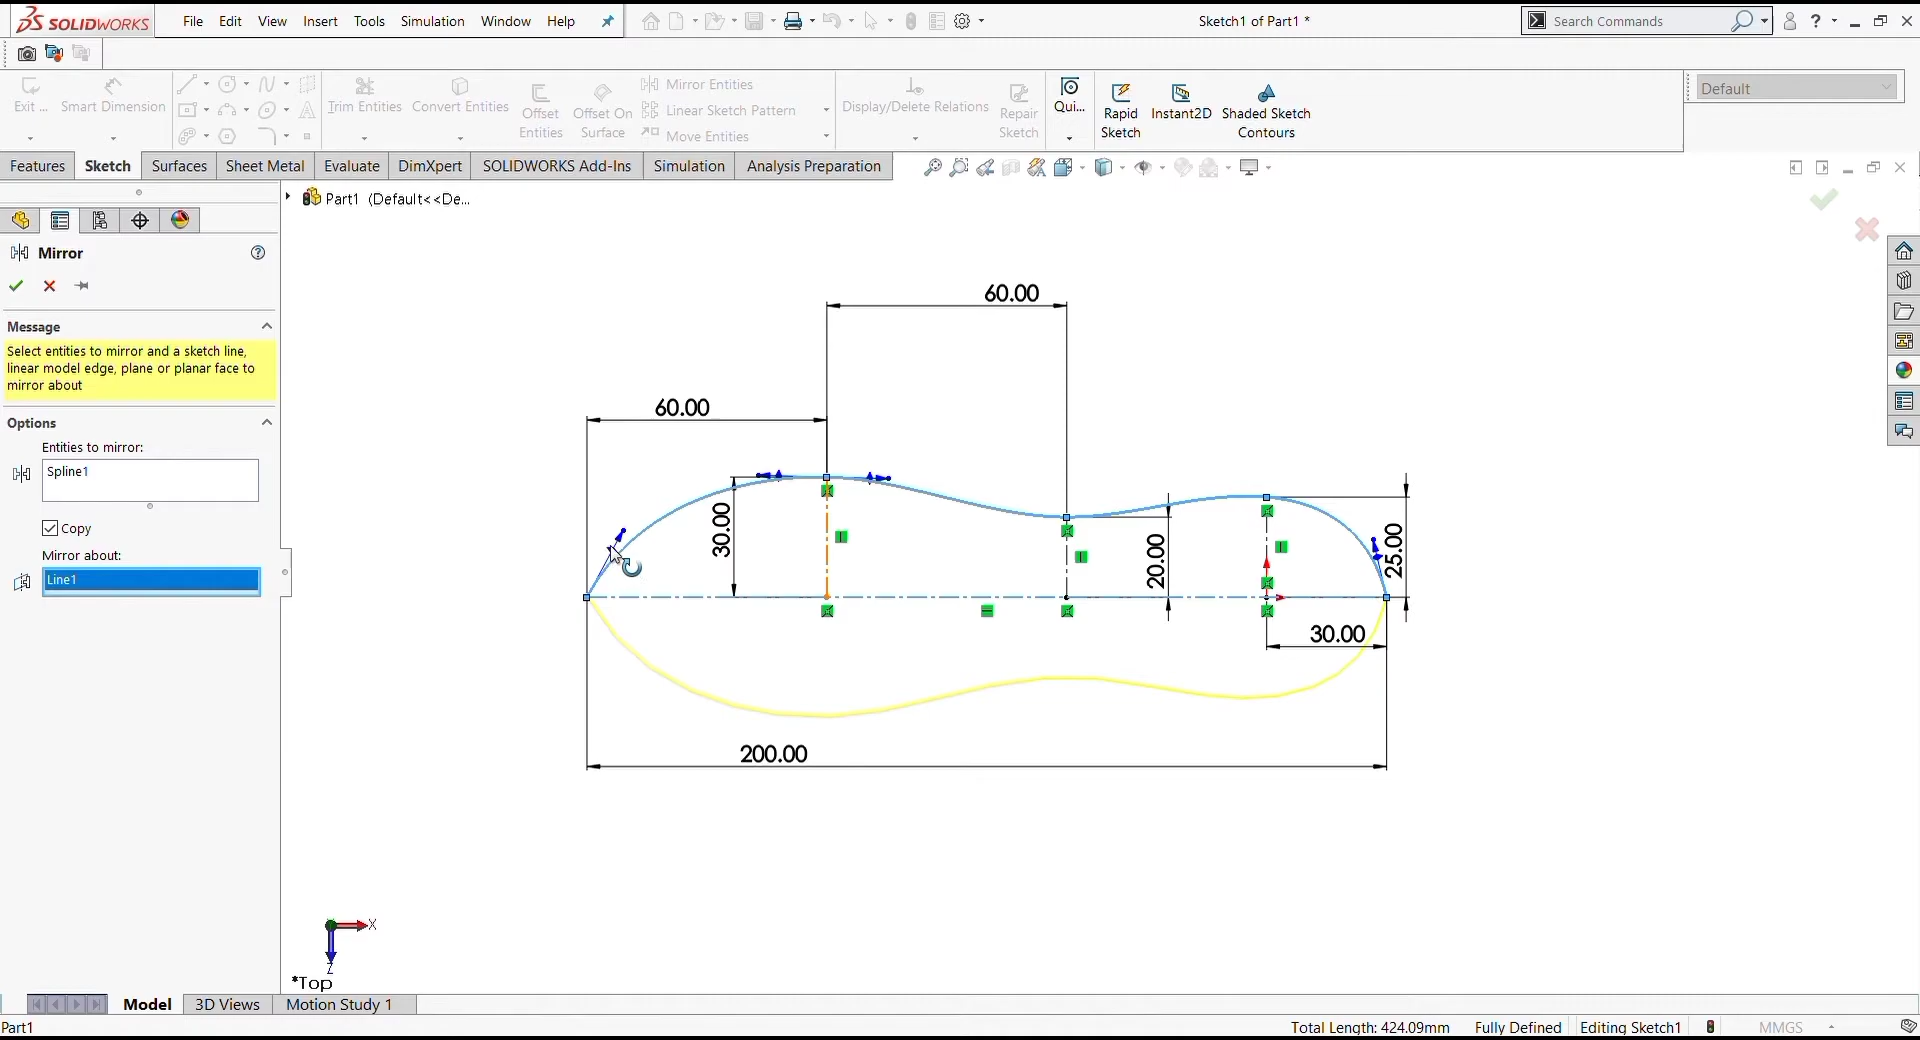 SOLIDWORKS
File Edit View Insert Tools Simulation Window Help
Sketch1 of Part1 *
Search Commands
?
Exit ...
Smart Dimension
Trim Entities
Convert Entities
Offset
Entities
Offset On
Surface
Mirror Entities
Linear Sketch Pattern
Move Entities
Display/Delete Relations
Repair
Sketch
Qui...
Rapid
Sketch
Instant2D
Shaded Sketch
Contours
Default
Features Sketch Surfaces Sheet Metal Evaluate DimXpert SOLIDWORKS Add-Ins Simulation Analysis Preparation
Part1 (Default<<De...
Mirror
?
Message
Select entities to mirror and a sketch line,
linear model edge, plane or planar face to
mirror about
Options
Entities to mirror:
Spline1
Copy
Mirror about:
Line1
60.00
60.00
30.00
20.00
25.00
30.00
200.00
X
Z
*Top
Model 3D Views Motion Study 1
Part1
Total Length: 424.09mm Fully Defined Editing Sketch1 MMGS